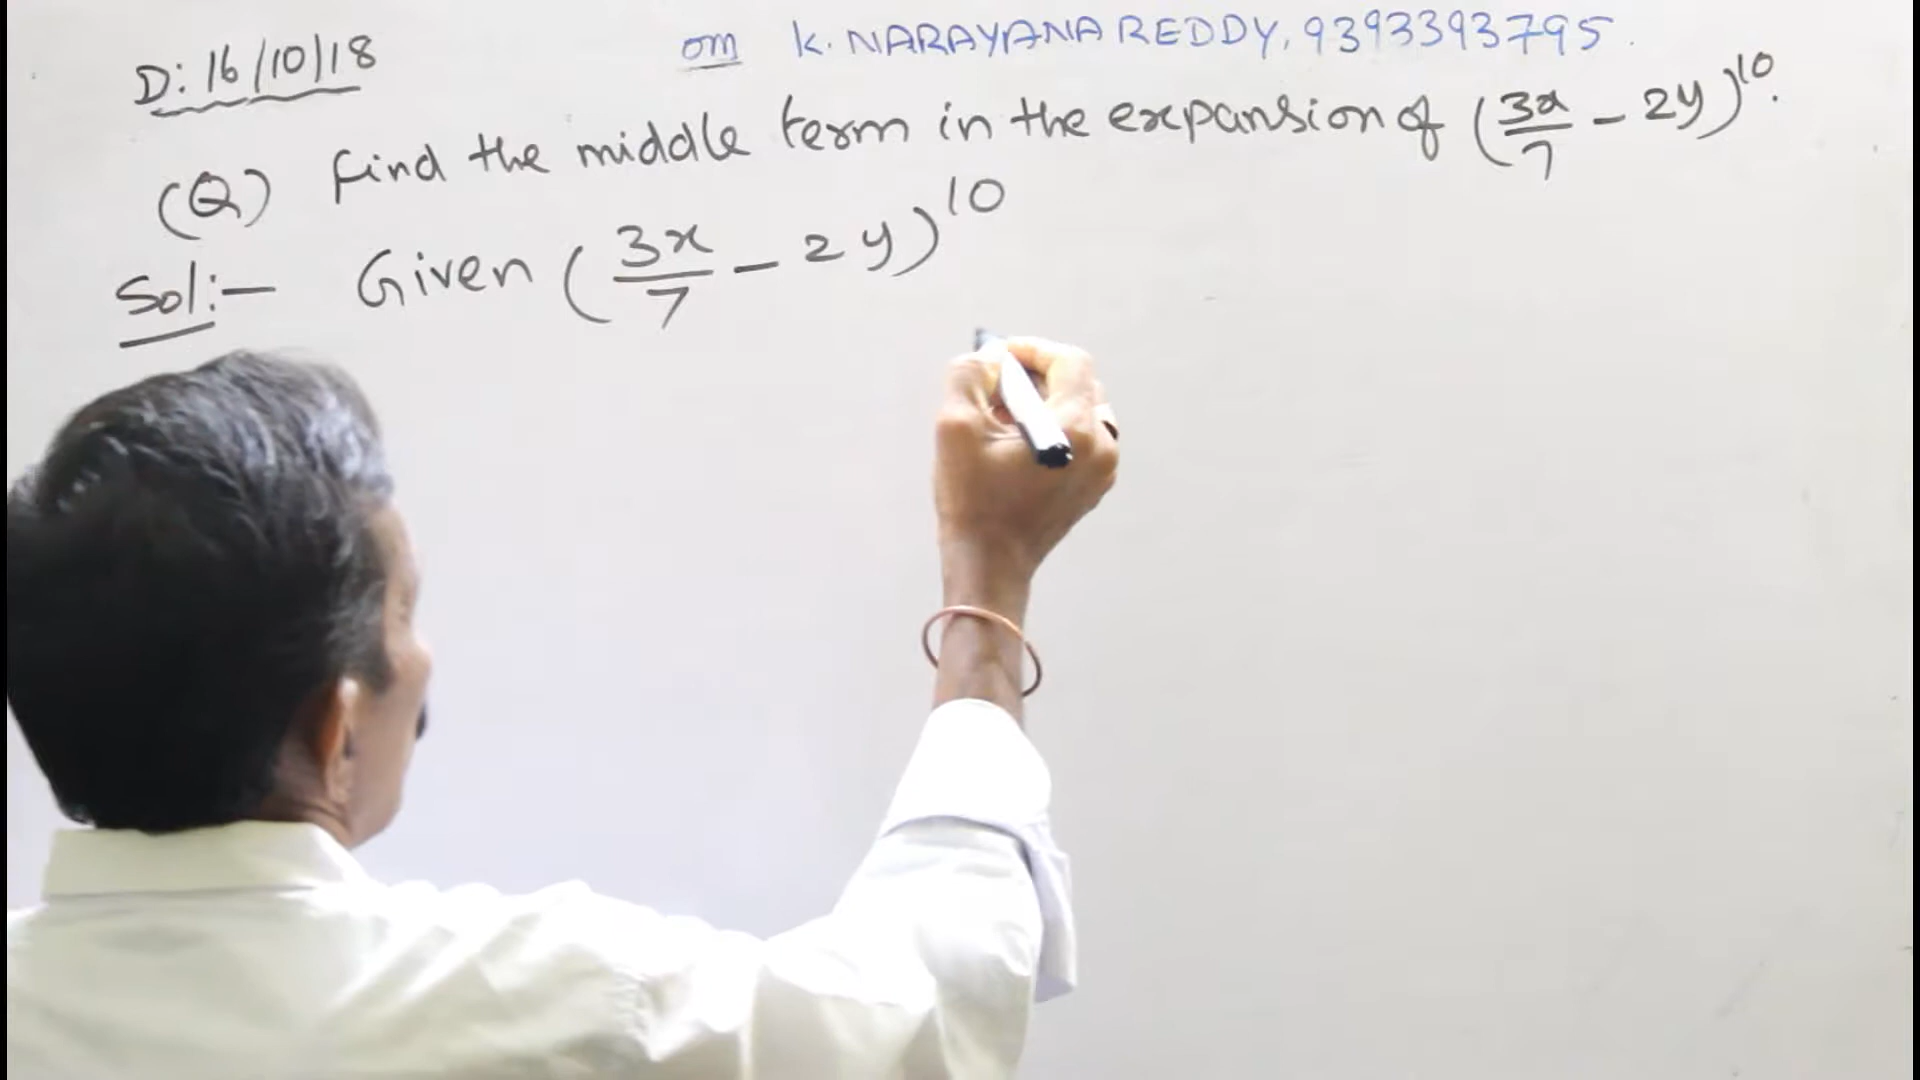 D: 16/10/18
om K. NARAYANA REDDY, 9393393795.
(Q) Find the middle term in the expansion of (3x/7 - 2y)^10.
Sol:- Given (3x/7 - 2y)^10